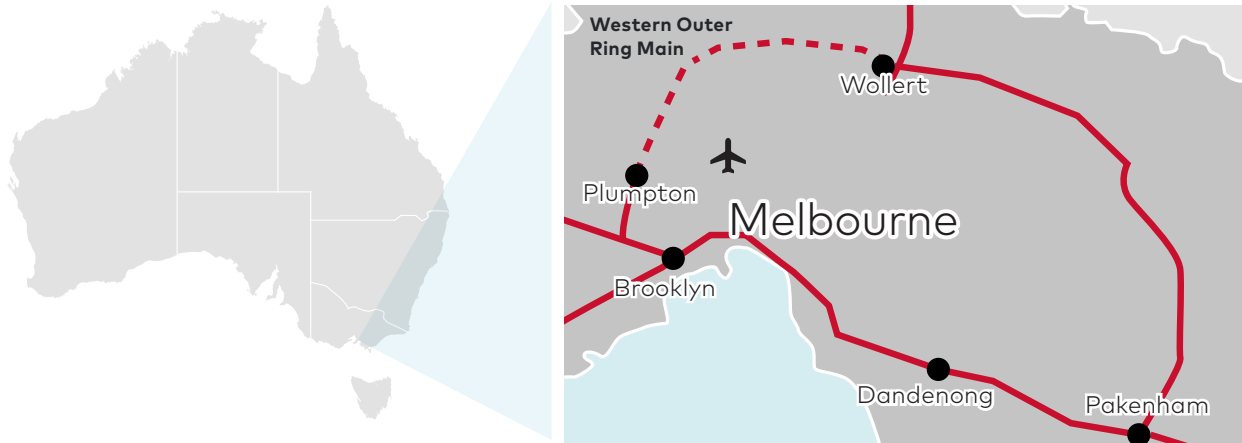 Western Outer
Ring Main
Wollert
Plumpton
Melbourne
Brooklyn
Dandenong
Pakenham